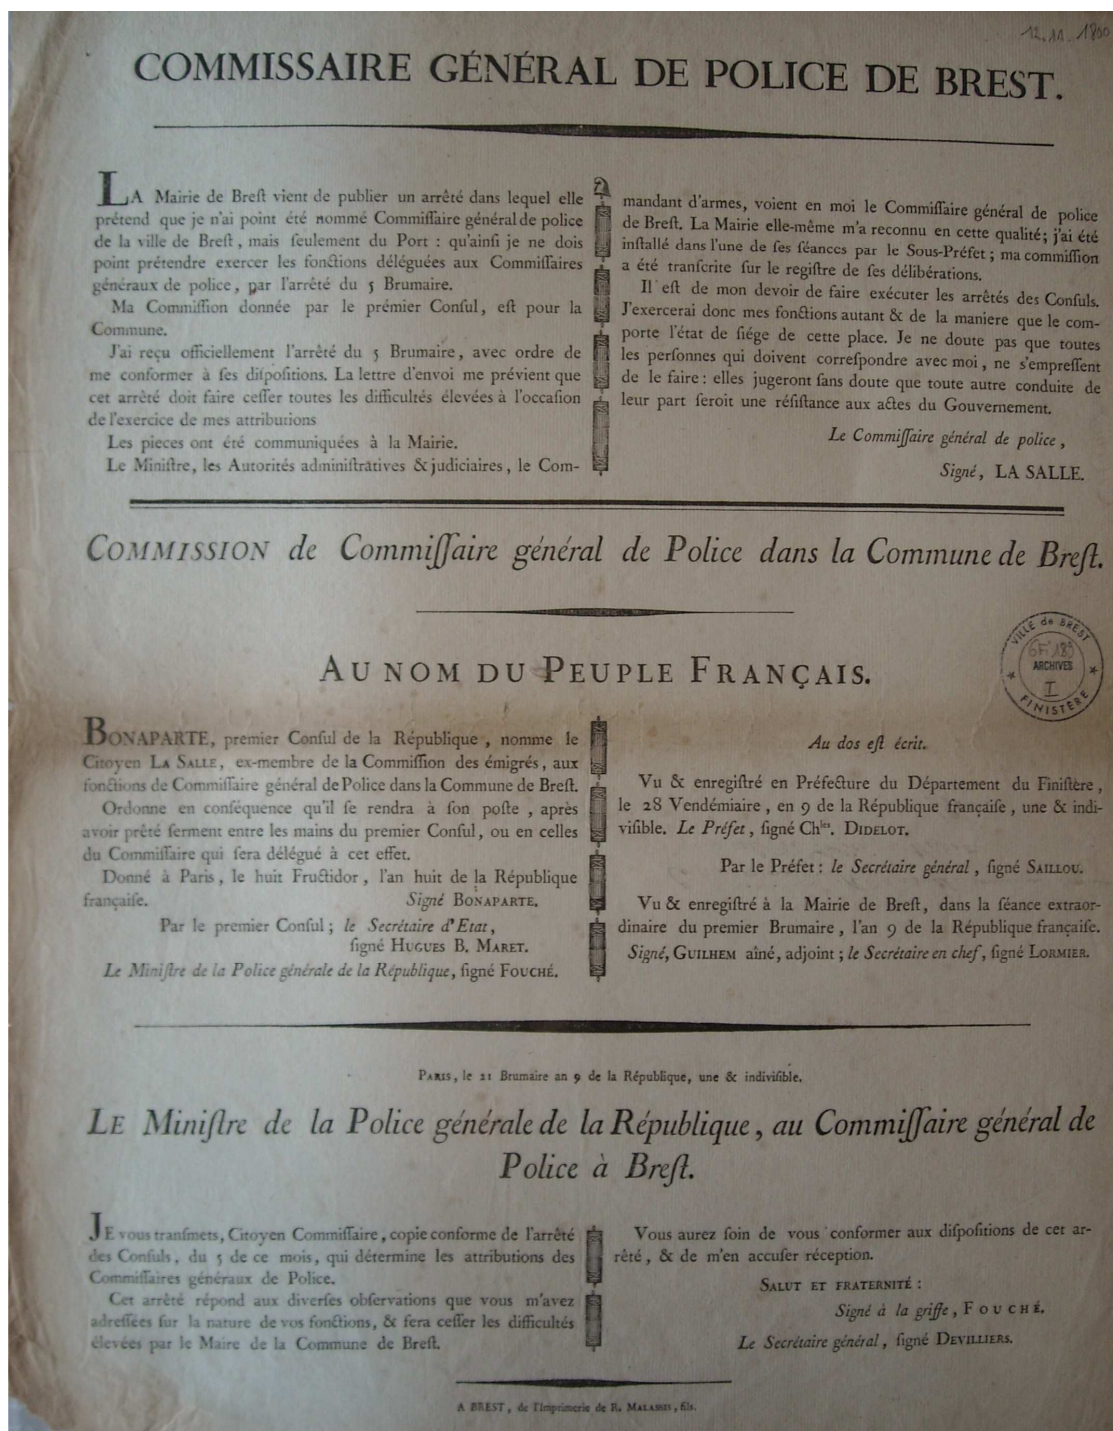 12.11.1800
COMMISSAIRE GÉNÉRAL DE POLICE DE BREST.
LA Mairie de Breſt vient de publier un arrêté dans lequel elle
prétend que je n'ai point été nommé Commiſſaire général de police
de la ville de Breſt, mais ſeulement du Port : qu'ainſi je ne dois
point prétendre exercer les fonctions déléguées aux Commiſſaires
généraux de police, par l'arrêté du 5 Brumaire.
Ma Commiſſion donnée par le prémier Conſul, eſt pour la
Commune.
J'ai reçu officiellement l'arrêté du 5 Brumaire, avec ordre de
me conformer à ſes diſpoſitions. La lettre d'envoi me prévient que
cet arrêté doit faire ceſſer toutes les difficultés élevées à l'occaſion
de l'exercice de mes attributions
Les pieces ont été communiquées à la Mairie.
Le Miniſtre, les Autorités adminiſtratives & judiciaires, le Com-
mandant d'armes, voient en moi le Commiſſaire général de police
de Breſt. La Mairie elle-même m'a reconnu en cette qualité; j'ai été
inſtallé dans l'une de ſes ſéances par le Sous-Préfet; ma commiſſion
a été tranſcrite ſur le regiſtre de ſes délibérations.
Il eſt de mon devoir de faire exécuter les arrêtés des Conſuls.
J'exercerai donc mes fonctions autant & de la maniere que le com-
porte l'état de ſiége de cette place. Je ne doute pas que toutes
les perſonnes qui doivent correſpondre avec moi, ne s'empreſſent
de le faire : elles jugeront ſans doute que toute autre conduite de
leur part ſeroit une réſiſtance aux actes du Gouvernement.
Le Commiſſaire général de police,
Signé, LA SALLE.
COMMISSION de Commiſſaire général de Police dans la Commune de Breſt.
VILLE de BREST
6Fi 189
ARCHIVES
I
FINISTÈRE
AU NOM DU PEUPLE FRANÇAIS.
BONAPARTE, premier Conſul de la République, nomme le
Citoyen LA SALLE, ex-membre de la Commiſſion des émigrés, aux
fonctions de Commiſſaire général de Police dans la Commune de Breſt.
Ordonne en conſéquence qu'il ſe rendra à ſon poſte, après
avoir prêté ſerment entre les mains du premier Conſul, ou en celles
du Commiſſaire qui ſera délégué à cet effet.
Donné à Paris, le huit Fructidor, l'an huit de la République
françaiſe. Signé BONAPARTE.
Par le premier Conſul; le Secrétaire d'Etat,
ſigné HUGUES B. MARET.
Le Miniſtre de la Police générale de la République, ſigné FOUCHÉ.
Au dos eſt écrit.
Vu & enregiſtré en Préfecture du Département du Finiſtère,
le 28 Vendémiaire, en 9 de la République françaiſe, une & indi-
viſible. Le Préfet, ſigné Ch.les DIDELOT.
Par le Préfet : le Secrétaire général, ſigné SAILLOU.
Vu & enregiſtré à la Mairie de Breſt, dans la ſéance extraor-
dinaire du premier Brumaire, l'an 9 de la République françaiſe.
Signé, GUILHEM aîné, adjoint; le Secrétaire en chef, ſigné LORMIER.
PARIS, le 21 Brumaire an 9 de la République, une & indiviſible.
LE Miniſtre de la Police générale de la République, au Commiſſaire général de
Police à Breſt.
JE vous tranſmets, Citoyen Commiſſaire, copie conforme de l'arrêté
des Conſuls, du 5 de ce mois, qui détermine les attributions des
Commiſſaires généraux de Police.
Cet arrêté répond aux diverſes obſervations que vous m'avez
adreſſées ſur la nature de vos fonctions, & ſera ceſſer les difficultés
élevées par le Maire de la Commune de Breſt.
Vous aurez ſoin de vous conformer aux diſpoſitions de cet ar-
rêté, & de m'en accuſer réception.
SALUT ET FRATERNITÉ :
Signé à la griffe, FOUCHÉ.
Le Secrétaire général, ſigné DEVILLIERS.
A BREST, de l'Imprimerie de R. MALASSIS, fils.